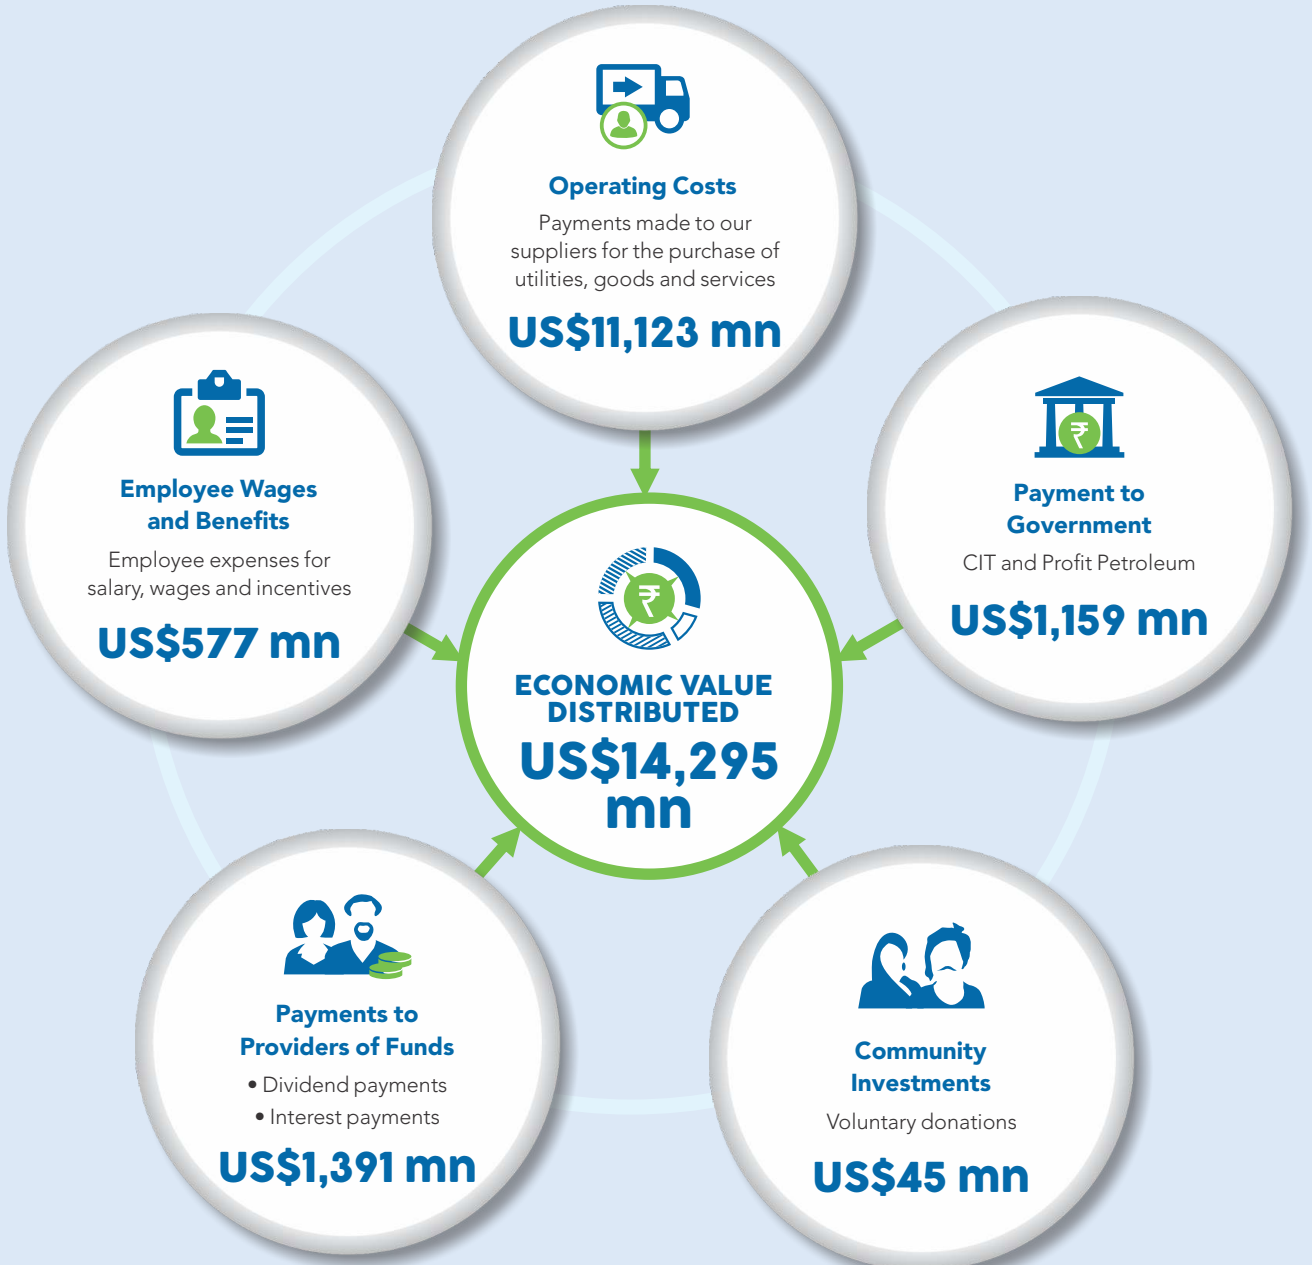 Operating Costs
Payments made to our
suppliers for the purchase of
utilities, goods and services
US$11,123 mn
Employee Wages
and Benefits
Employee expenses for
salary, wages and incentives
US$577 mn
₹
Payment to
Government
CIT and Profit Petroleum
US$1,159 mn
₹
ECONOMIC VALUE
DISTRIBUTED
US$14,295
mn
Payments to
Providers of Funds
• Dividend payments
• Interest payments
US$1,391 mn
Community
Investments
Voluntary donations
US$45 mn